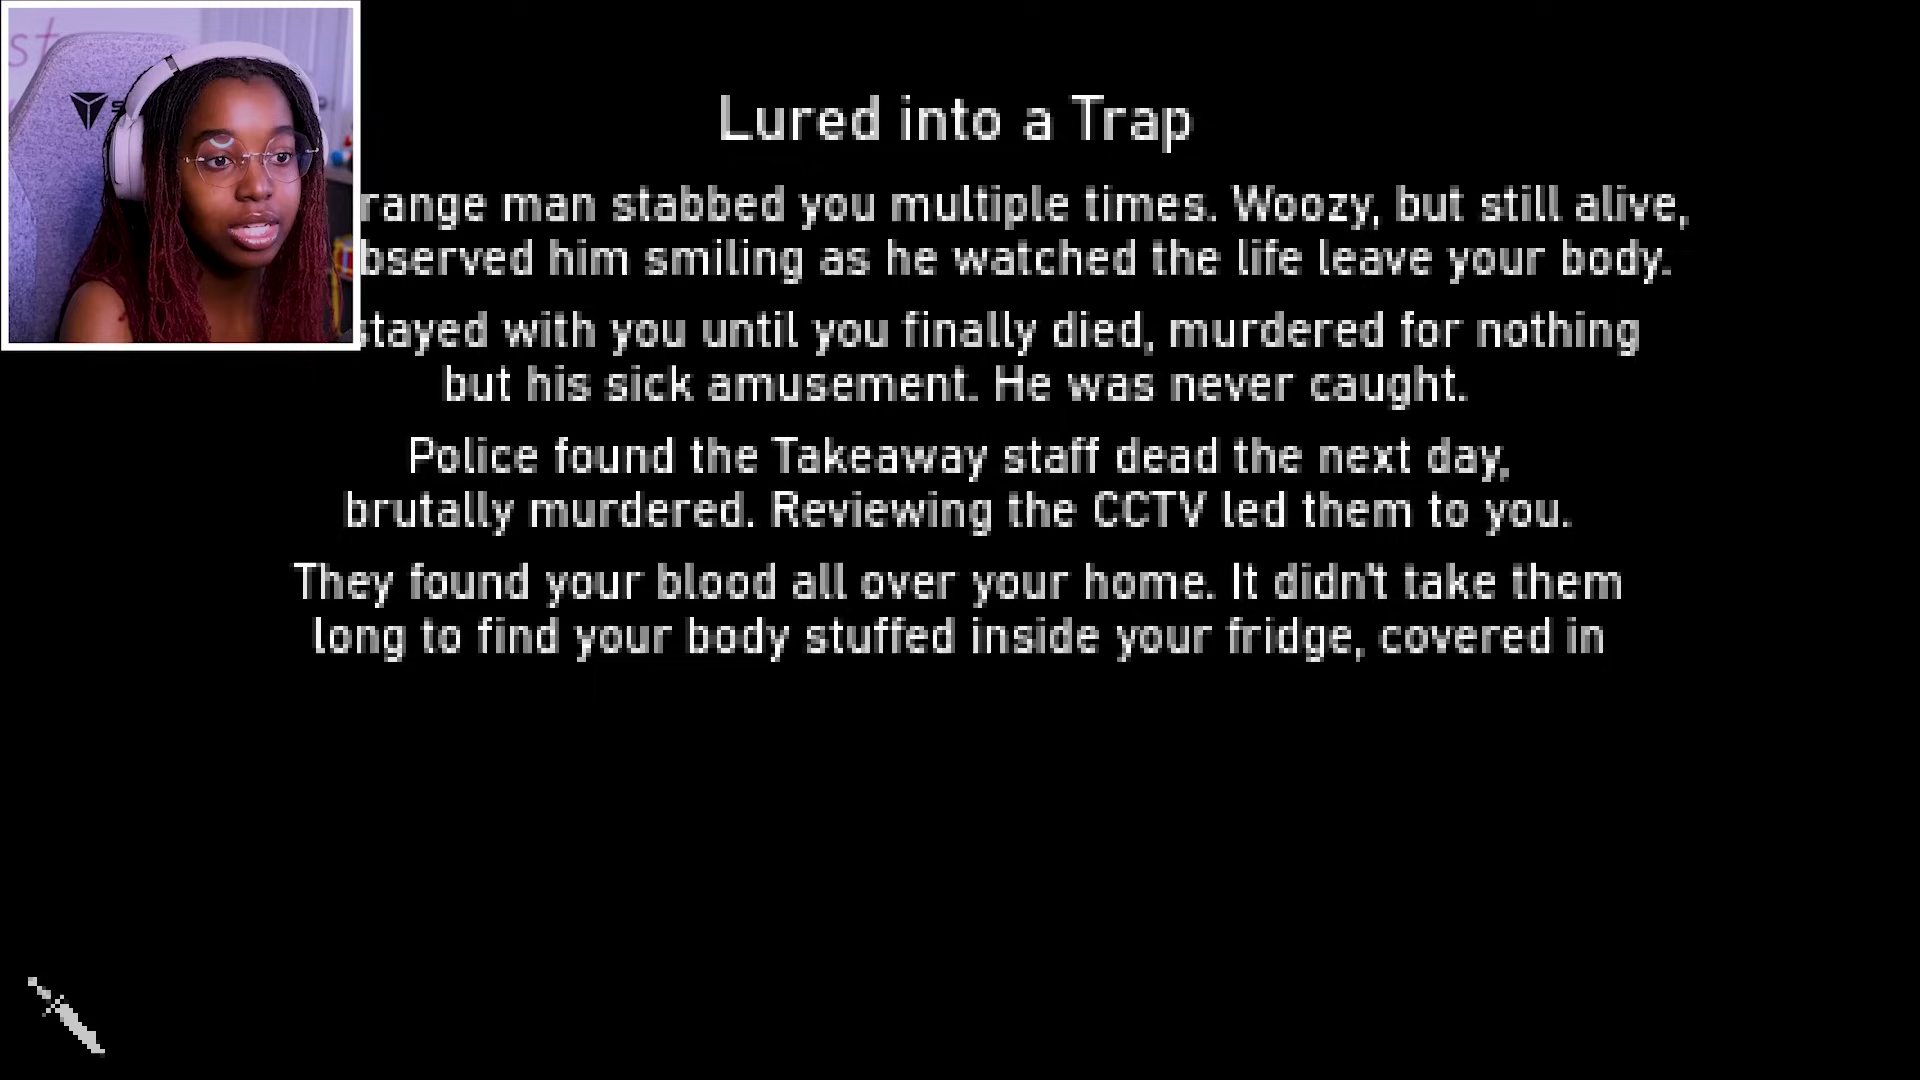 st
Lured into a Trap
range man stabbed you multiple times. Woozy, but still alive,
bserved him smiling as he watched the life leave your body.
stayed with you until you finally died, murdered for nothing
but his sick amusement. He was never caught.
Police found the Takeaway staff dead the next day,
brutally murdered. Reviewing the CCTV led them to you.
They found your blood all over your home. It didn't take them
long to find your body stuffed inside your fridge, covered in